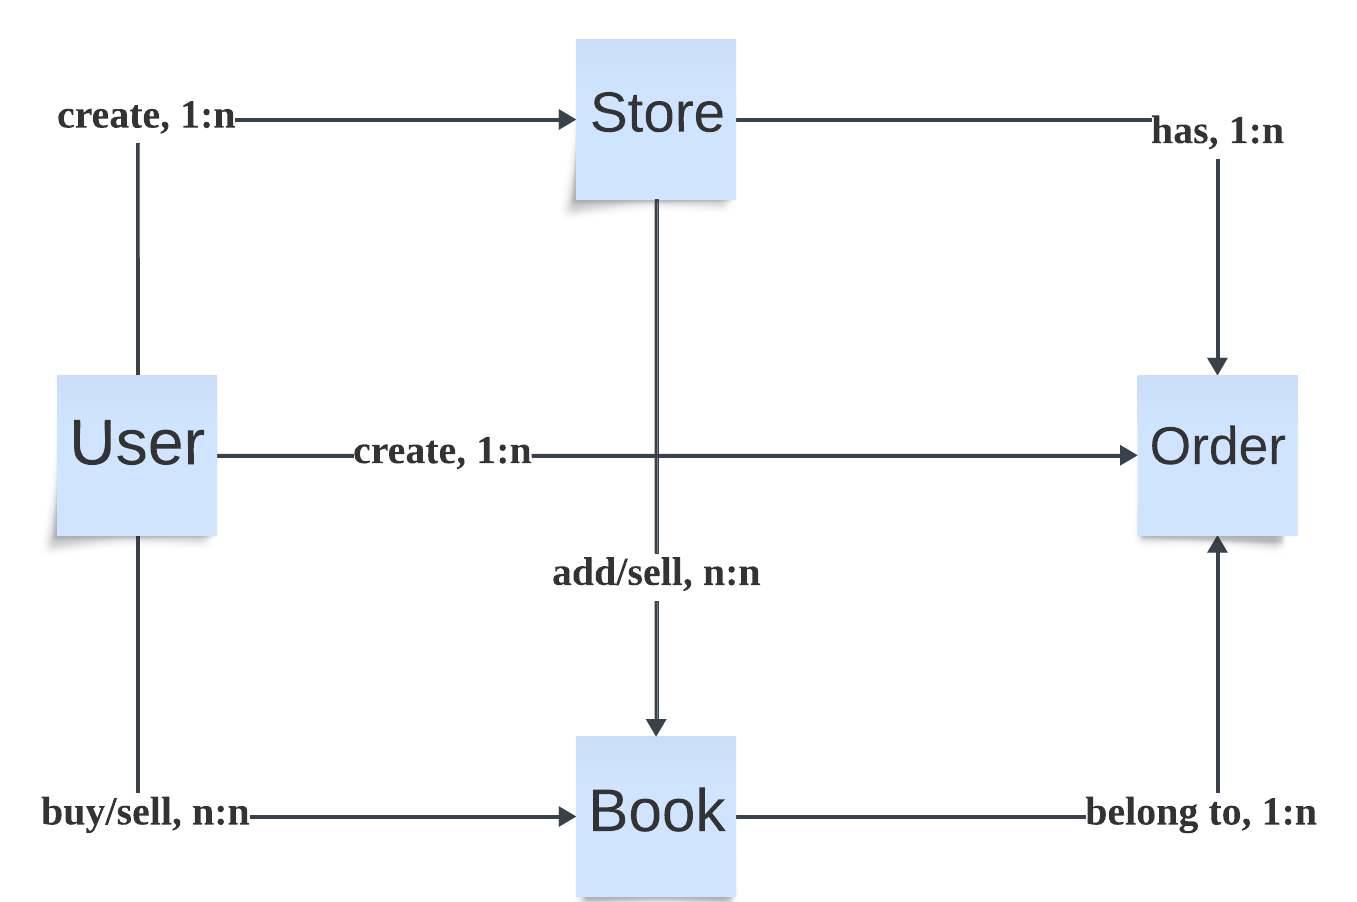 Store
create, 1:n
has, 1:n
User
create, 1:n
Order
add/sell, n:n
buy/sell, n:n
Book
belong to, 1:n